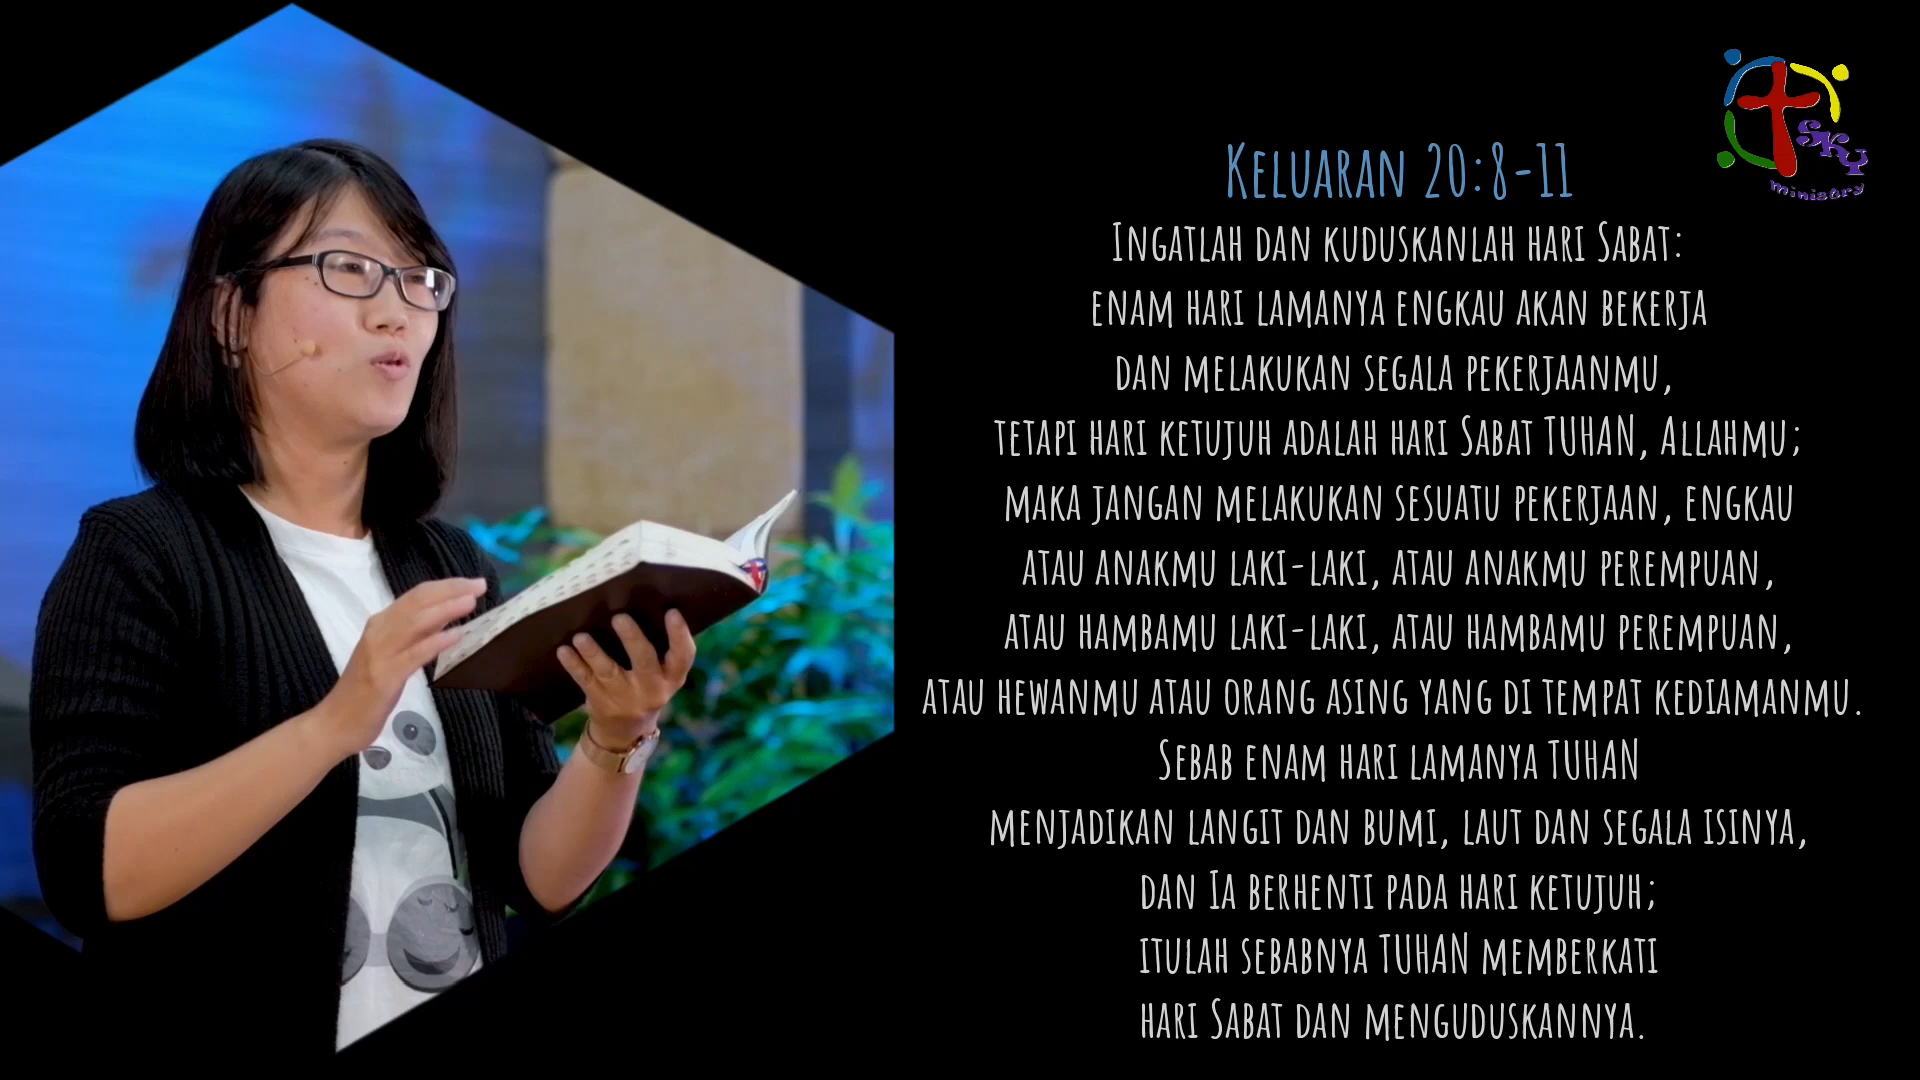 SKY
ministry
Keluaran 20:8-11
Ingatlah dan kuduskanlah hari Sabat:
enam hari lamanya engkau akan bekerja
dan melakukan segala pekerjaanmu,
tetapi hari ketujuh adalah hari Sabat TUHAN, Allahmu;
maka jangan melakukan sesuatu pekerjaan, engkau
atau anakmu laki-laki, atau anakmu perempuan,
atau hambamu laki-laki, atau hambamu perempuan,
atau hewanmu atau orang asing yang di tempat kediamanmu.
Sebab enam hari lamanya TUHAN
menjadikan langit dan bumi, laut dan segala isinya,
dan Ia berhenti pada hari ketujuh;
itulah sebabnya TUHAN memberkati
hari Sabat dan menguduskannya.